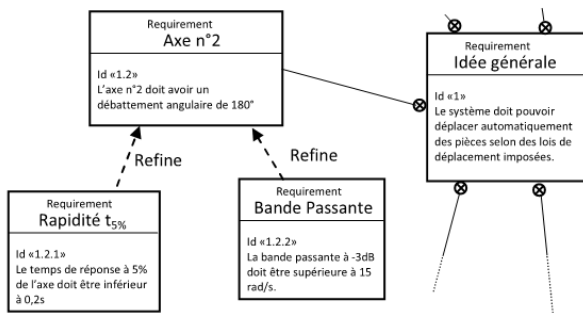 Requirement
Axe n°2
Id «1.2»
L’axe n°2 doit avoir un
débattement angulaire de 180°
Requirement
Idée générale
Id «1»
Le système doit pouvoir
déplacer automatiquement
des pièces selon des lois de
déplacement imposées.
Refine
Refine
Requirement
Rapidité t5%
Id «1.2.1»
Le temps de réponse à 5%
de l’axe doit être inférieur
à 0,2s
Requirement
Bande Passante
Id «1.2.2»
La bande passante à -3dB
doit être supérieure à 15
rad/s.